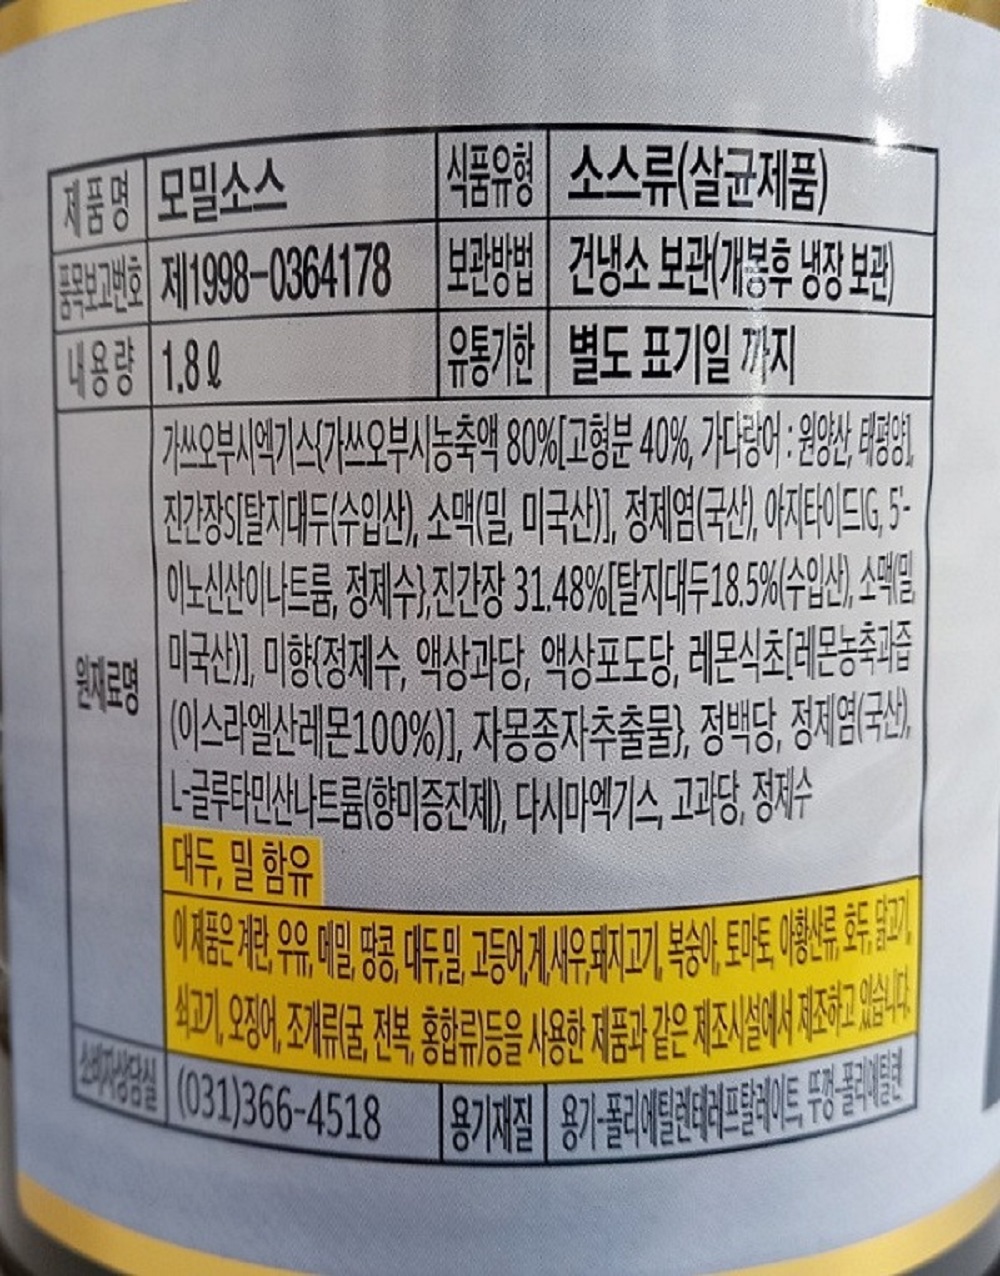 제품명 모밀소스 식품유형 소스류(살균제품)
품목보고번호 제1998-0364178 보관방법 건냉소 보관(개봉후 냉장 보관)
내용량 1.8ℓ 유통기한 별도 표기일 까지
원재료명
가쓰오부시엑기스{가쓰오부시농축액 80%[고형분 40%, 가다랑어 : 원양산, 태평양],
진간장S[탈지대두(수입산), 소맥(밀, 미국산)], 정제염(국산), 아지타이드IG, 5'-
이노신산이나트륨, 정제수},진간장 31.48%[탈지대두18.5%(수입산), 소맥(밀,
미국산)], 미향{정제수, 액상과당, 액상포도당, 레몬식초[레몬농축과즙
(이스라엘산레몬100%)], 자몽종자추출물}, 정백당, 정제염(국산),
L-글루타민산나트륨(향미증진제), 다시마엑기스, 고과당, 정제수
대두, 밀 함유
이 제품은 계란, 우유, 메밀, 땅콩, 대두,밀, 고등어,게,새우,돼지고기, 복숭아, 토마토, 아황산류, 호두, 닭고기,
쇠고기, 오징어, 조개류(굴, 전복, 홍합류)등을 사용한 제품과 같은 제조시설에서 제조하고 있습니다.
소비자상담실 (031)366-4518 용기재질 용기-폴리에틸렌테레프탈레이트, 뚜껑-폴리에틸렌